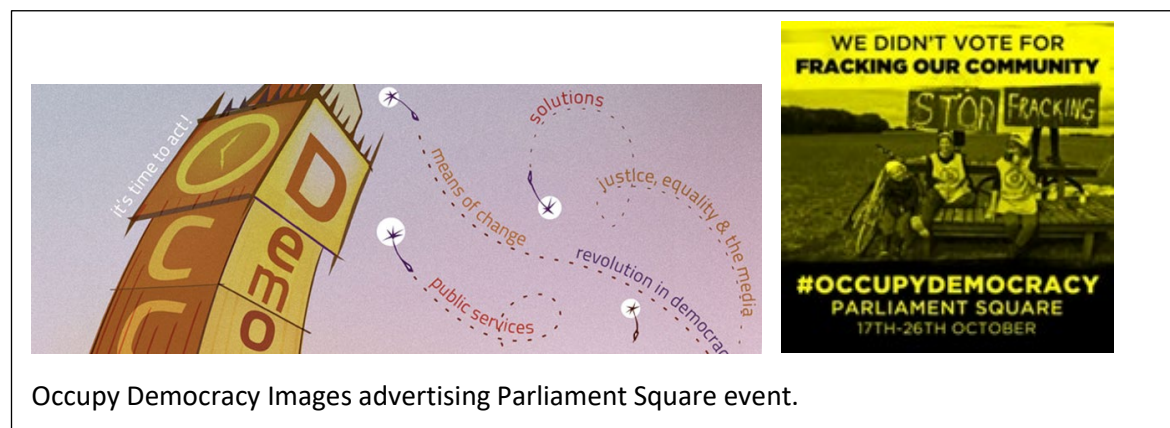 it's time to act!
OCC
Demo
means of change
solutions
justice, equality & the media
revolution in democrac
public services
WE DIDN'T VOTE FOR
FRACKING OUR COMMUNITY
STOP FRACKING
#OCCUPYDEMOCRACY
PARLIAMENT SQUARE
17TH-26TH OCTOBER
Occupy Democracy Images advertising Parliament Square event.